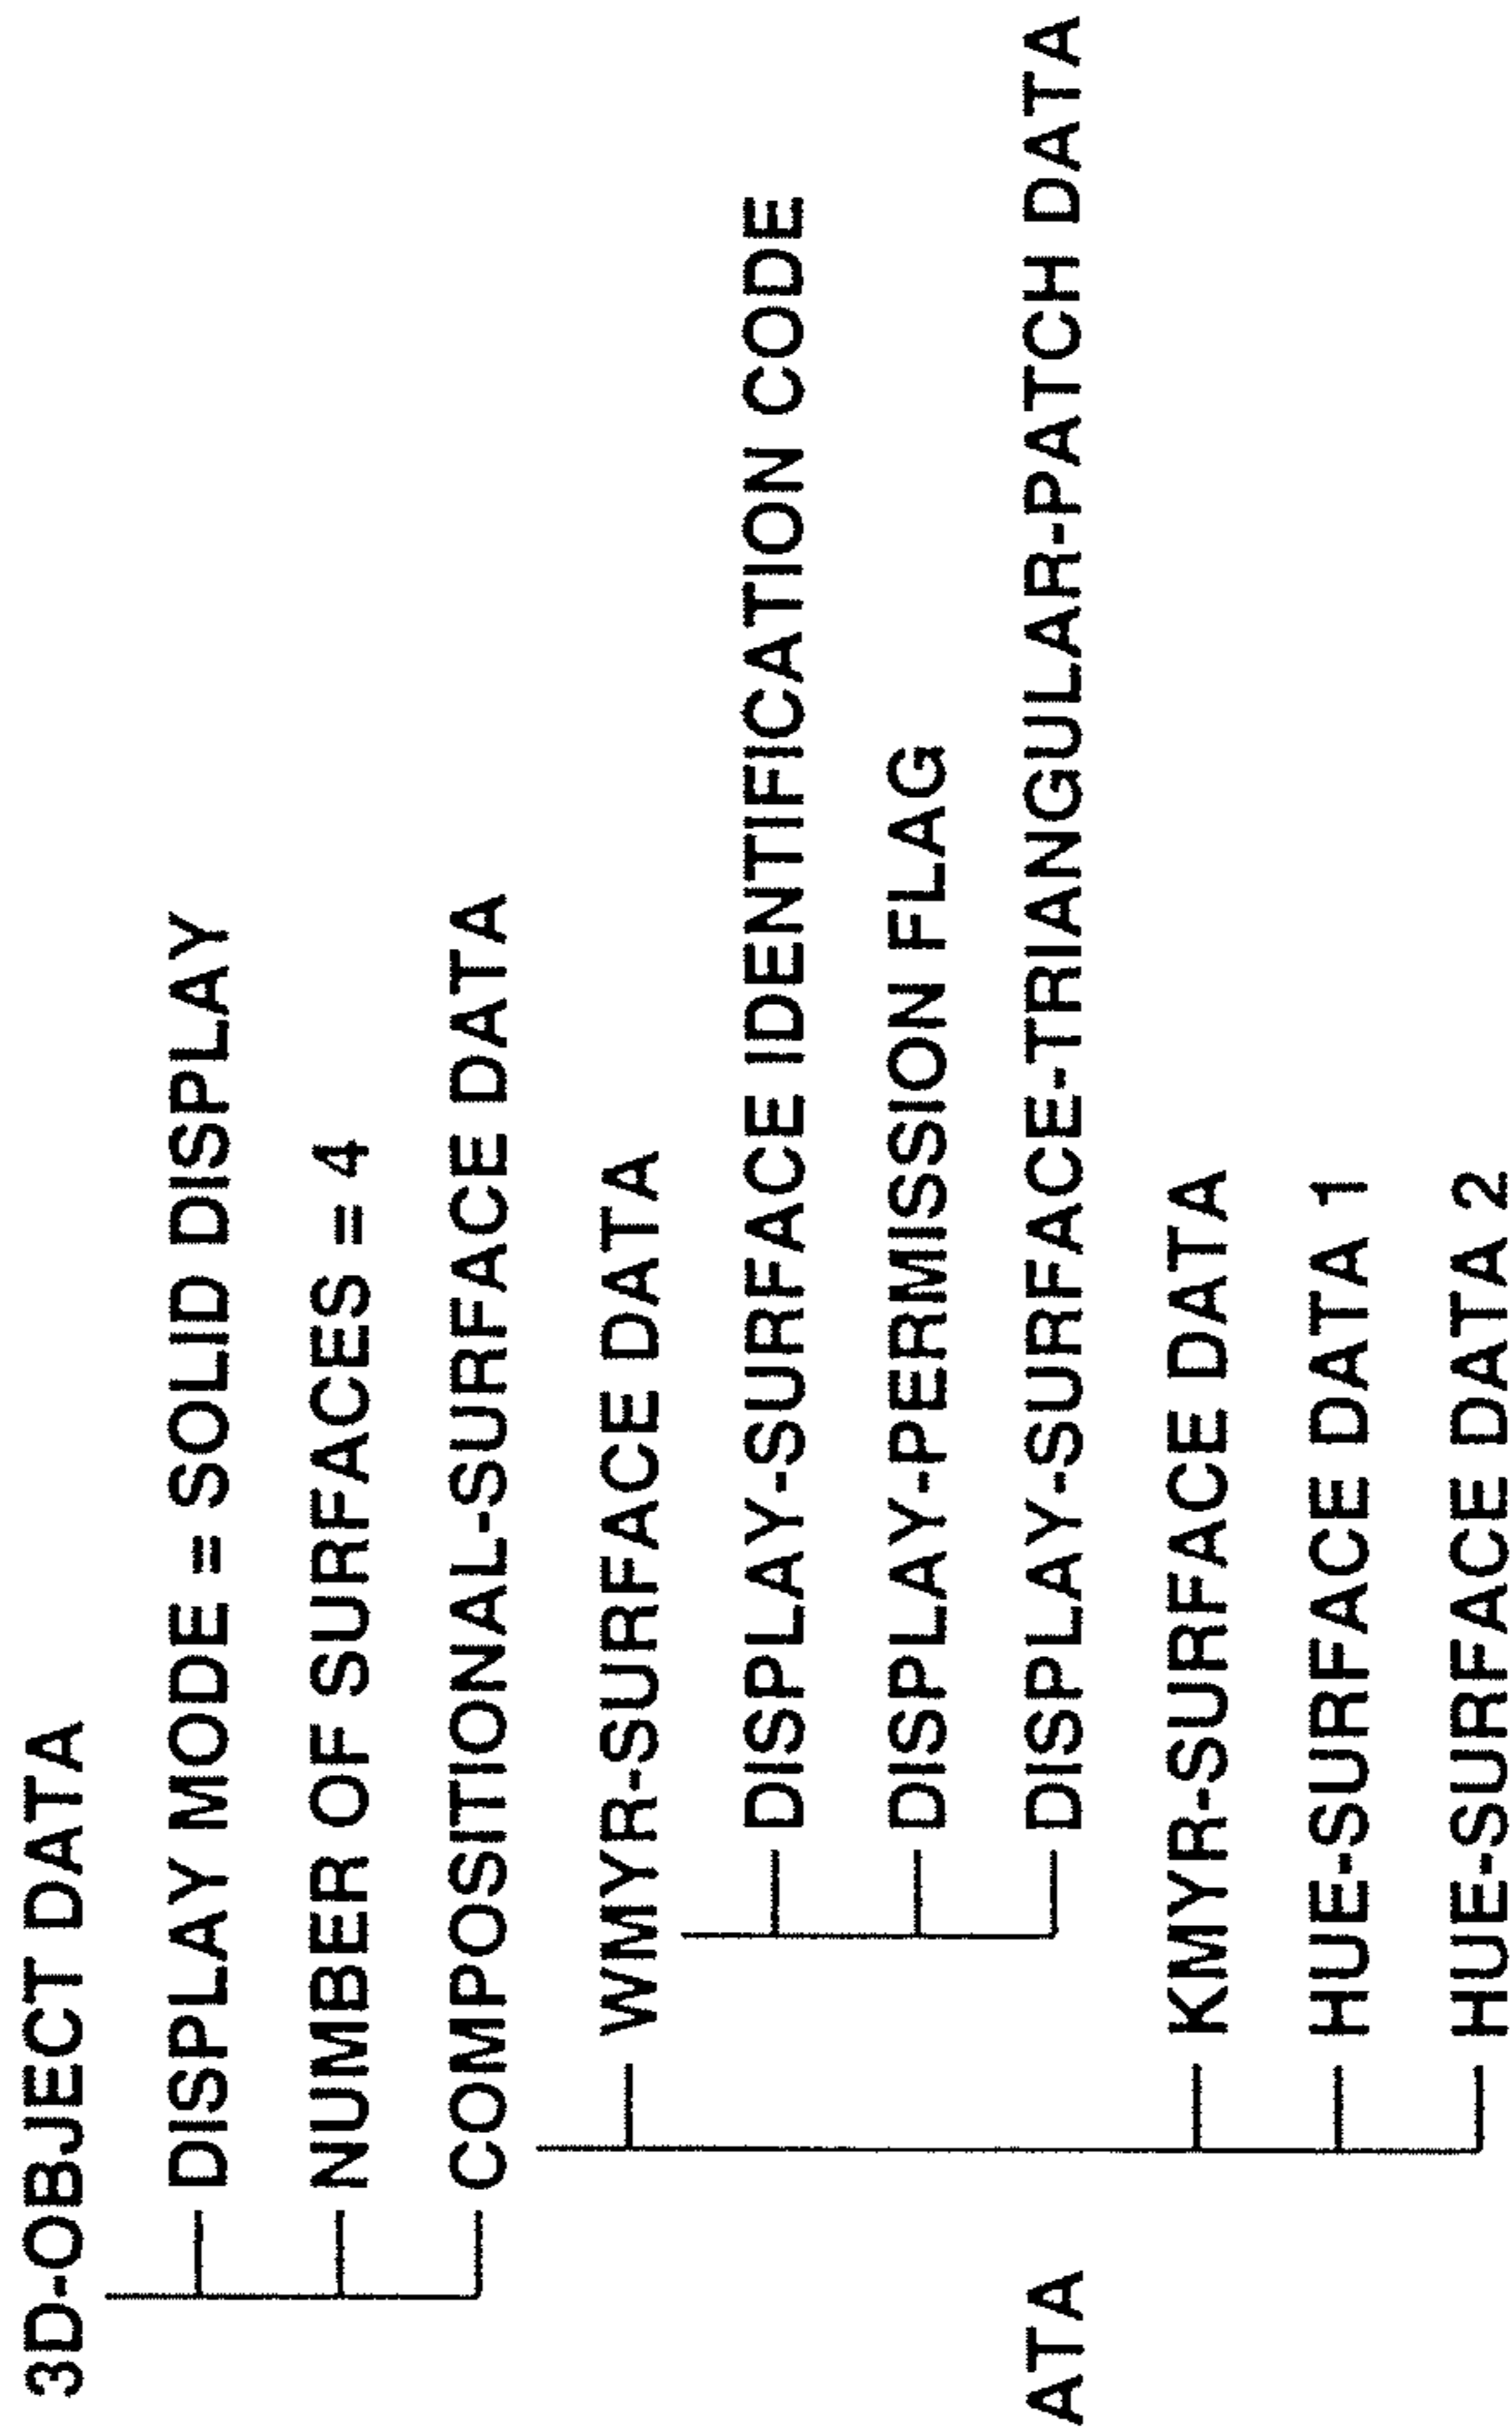 3D-OBJECT DATA
DISPLAY MODE = SOLID DISPLAY
NUMBER OF SURFACES = 4
COMPOSITIONAL-SURFACE DATA
WMYR-SURFACE DATA
DISPLAY-SURFACE IDENTIFICATION CODE
DISPLAY-PERMISSION FLAG
DISPLAY-SURFACE-TRIANGULAR-PATCH DATA
ATA
KMYR-SURFACE DATA
HUE-SURFACE DATA 1
HUE-SURFACE DATA 2